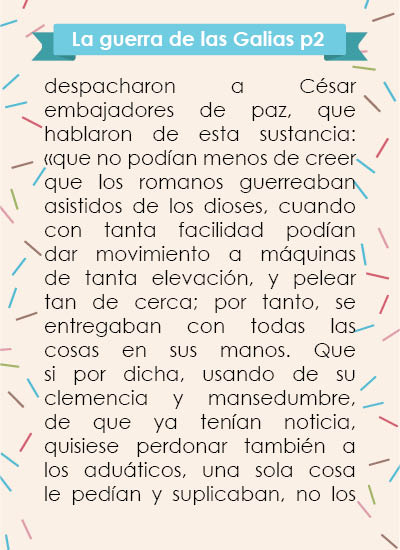 La guerra de las Galias p2
despacharon a César
embajadores de paz, que
hablaron de esta sustancia:
«que no podían menos de creer
que los romanos guerreaban
asistidos de los dioses, cuando
con tanta facilidad podían
dar movimiento a máquinas
de tanta elevación, y pelear
tan de cerca; por tanto, se
entregaban con todas las
cosas en sus manos. Que
si por dicha, usando de su
clemencia y mansedumbre,
de que ya tenían noticia,
quisiese perdonar también a
los aduáticos, una sola cosa
le pedían y suplicaban, no los